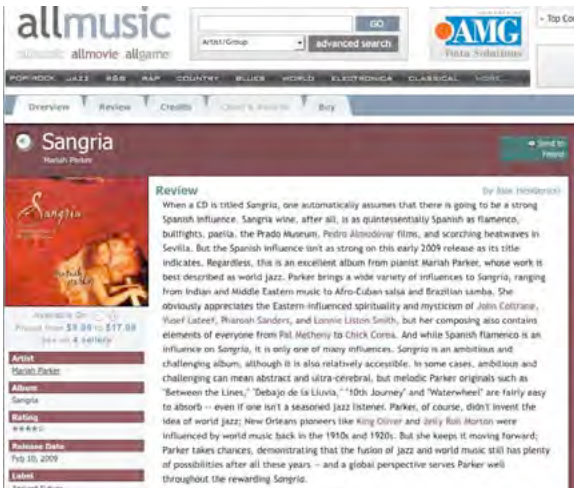 allmusic
allmusic allmovie allgame
GO
Artist/Group
advanced search
AMG
Data Solutions
Top Co
POP/ROCK JAZZ R&B RAP COUNTRY BLUES WORLD ELECTRONICA CLASSICAL MORE...
Overview Review Credits Charts & Awards Buy
Sangria
Mariah Parker
Send to
Friend
Sangria
mariah
parker
Available On
Priced from $9.99 to $17.98
See all 4 sellers
Artist
Mariah Parker
Album
Sangria
Rating
Release Date
Feb 10, 2009
Label
Ancient Future
Review
by Alex Henderson
When a CD is titled Sangria, one automatically assumes that there is going to be a strong
Spanish influence. Sangria wine, after all, is as quintessentially Spanish as flamenco,
bullfights, paella, the Prado Museum, Pedro Almodóvar films, and scorching heatwaves in
Sevilla. But the Spanish influence isn't as strong on this early 2009 release as its title
indicates. Regardless, this is an excellent album from pianist Mariah Parker, whose work is
best described as world jazz. Parker brings a wide variety of influences to Sangria, ranging
from Indian and Middle Eastern music to Afro-Cuban salsa and Brazilian samba. She
obviously appreciates the Eastern-influenced spirituality and mysticism of John Coltrane,
Yusef Lateef, Pharoah Sanders, and Lonnie Liston Smith, but her composing also contains
elements of everyone from Pat Metheny to Chick Corea. And while Spanish flamenco is an
influence on Sangria, it is only one of many influences. Sangria is an ambitious and
challenging album, although it is also relatively accessible. In some cases, ambitious and
challenging can mean abstract and ultra-cerebral, but melodic Parker originals such as
"Between the Lines," "Debajo de la Lluvia," "10th Journey" and "Waterwheel" are fairly easy
to absorb -- even if one isn't a seasoned jazz listener. Parker, of course, didn't invent the
idea of world jazz; New Orleans pioneers like King Oliver and Jelly Roll Morton were
influenced by world music back in the 1910s and 1920s. But she keeps it moving forward;
Parker takes chances, demonstrating that the fusion of jazz and world music still has plenty
of possibilities after all these years -- and a global perspective serves Parker well
throughout the rewarding Sangria.